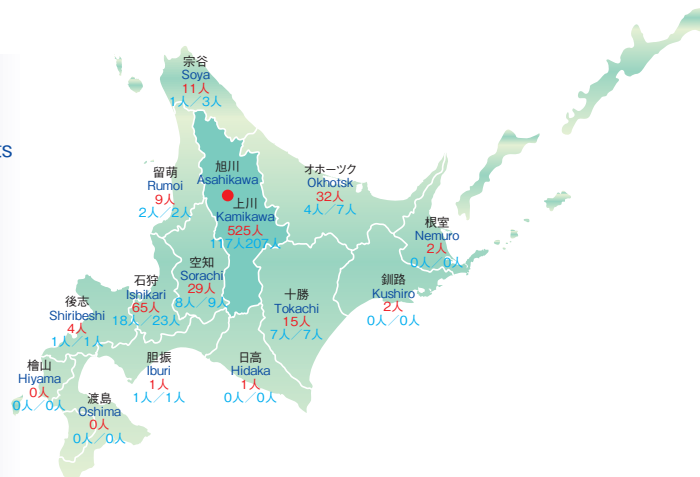 宗谷
Soya
11人
1人／3人
ts
留萌
Rumoi
9人
2人／2人
旭川
Asahikawa
上川
Kamikawa
525人
117人207人
オホーツク
Okhotsk
32人
4人／7人
根室
Nemuro
2人
0人／0人
空知
Sorachi
29人
8人／9人
石狩
Ishikari
65人
18人／23人
後志
Shiribeshi
4人
1人／1人
十勝
Tokachi
15人
7人／7人
釧路
Kushiro
2人
0人／0人
檜山
Hiyama
0人
0人／0人
渡島
Oshima
0人
0人／0人
胆振
Iburi
1人
1人／1人
日高
Hidaka
1人
0人／0人